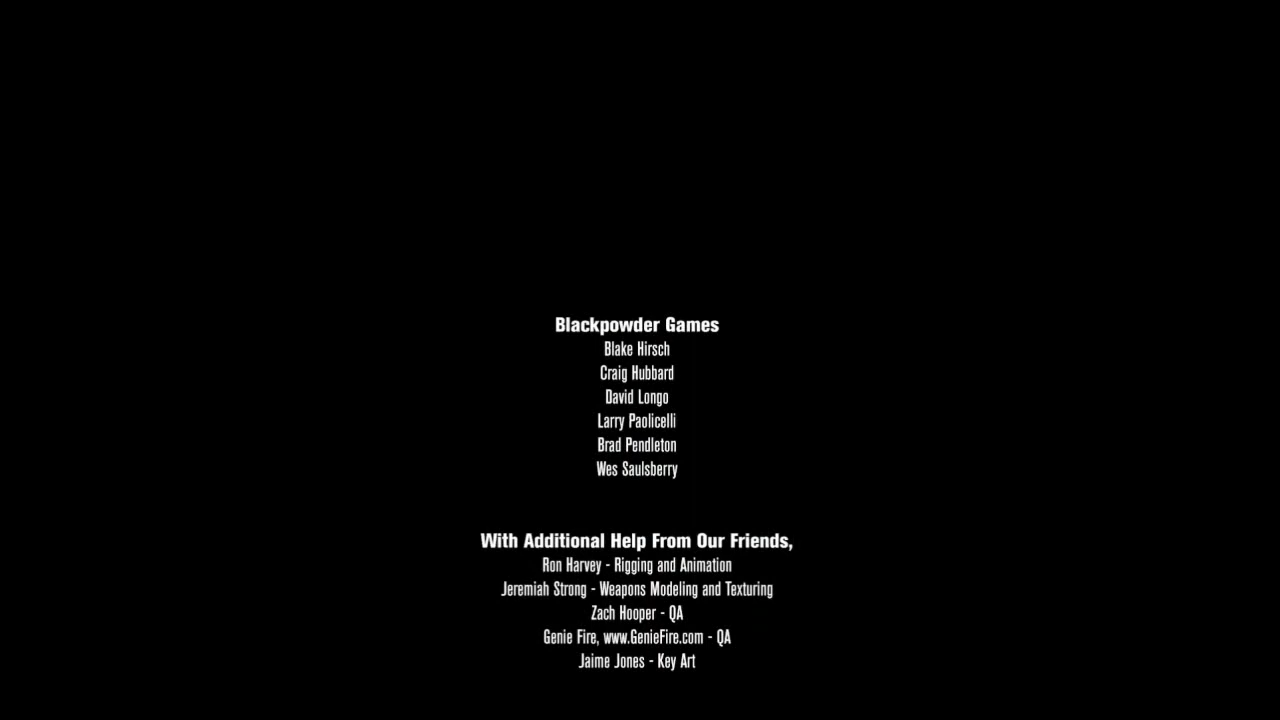 Blackpowder Games
Blake Hirsch
Craig Hubbard
David Longo
Larry Paolicelli
Brad Pendleton
Wes Saulsberry
With Additional Help From Our Friends,
Ron Harvey - Rigging and Animation
Jeremiah Strong - Weapons Modeling and Texturing
Zach Hooper - QA
Genie Fire, www.GenieFire.com - QA
Jaime Jones - Key Art